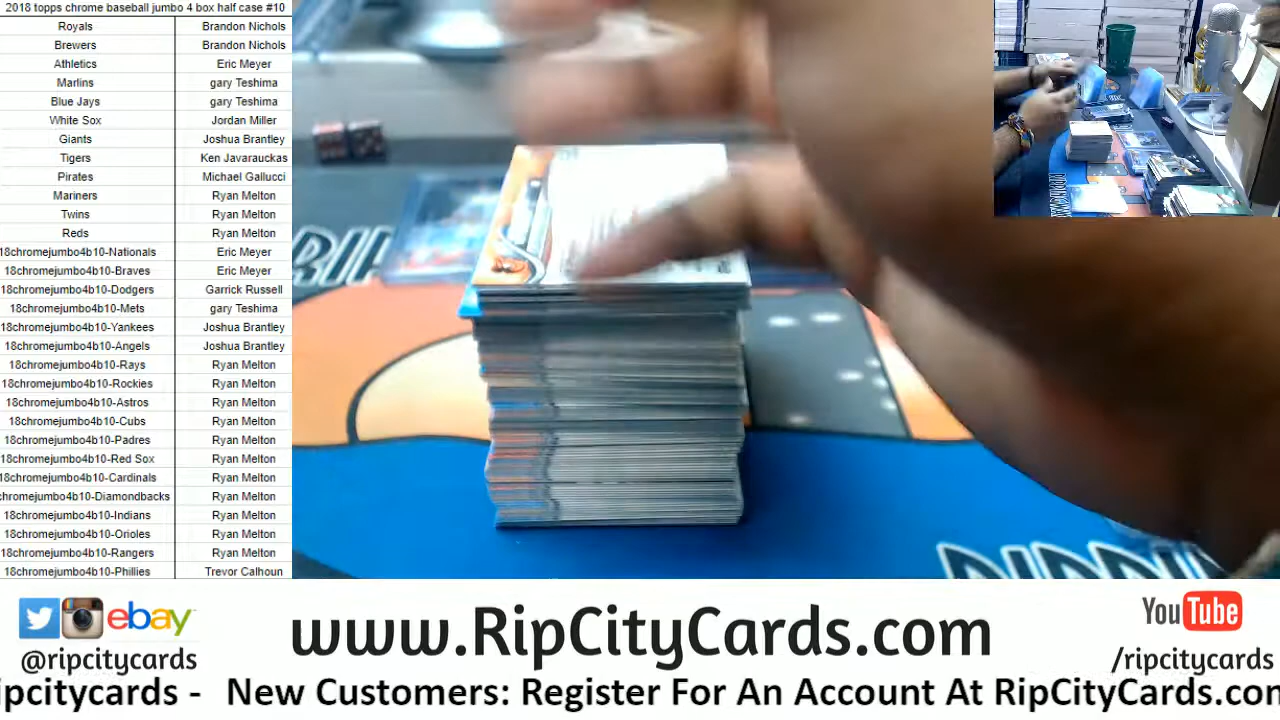 2018 topps chrome baseball jumbo 4 box half case #10
Royals Brandon Nichols
Brewers Brandon Nichols
Athletics Eric Meyer
Marlins gary Teshima
Blue Jays gary Teshima
White Sox Jordan Miller
Giants Joshua Brantley
Tigers Ken Javarauckas
Pirates Michael Gallucci
Mariners Ryan Melton
Twins Ryan Melton
Reds Ryan Melton
18chromejumbo4b10-Nationals Eric Meyer
18chromejumbo4b10-Braves Eric Meyer
18chromejumbo4b10-Dodgers Garrick Russell
18chromejumbo4b10-Mets gary Teshima
18chromejumbo4b10-Yankees Joshua Brantley
18chromejumbo4b10-Angels Joshua Brantley
18chromejumbo4b10-Rays Ryan Melton
18chromejumbo4b10-Rockies Ryan Melton
18chromejumbo4b10-Astros Ryan Melton
18chromejumbo4b10-Cubs Ryan Melton
18chromejumbo4b10-Padres Ryan Melton
18chromejumbo4b10-Red Sox Ryan Melton
18chromejumbo4b10-Cardinals Ryan Melton
chromejumbo4b10-Diamondbacks Ryan Melton
18chromejumbo4b10-Indians Ryan Melton
18chromejumbo4b10-Orioles Ryan Melton
18chromejumbo4b10-Rangers Ryan Melton
18chromejumbo4b10-Phillies Trevor Calhoun
RIP
ebay
@ripcitycards
www.RipCityCards.com
YouTube
/ripcitycards
ipcitycards - New Customers: Register For An Account At RipCityCards.con